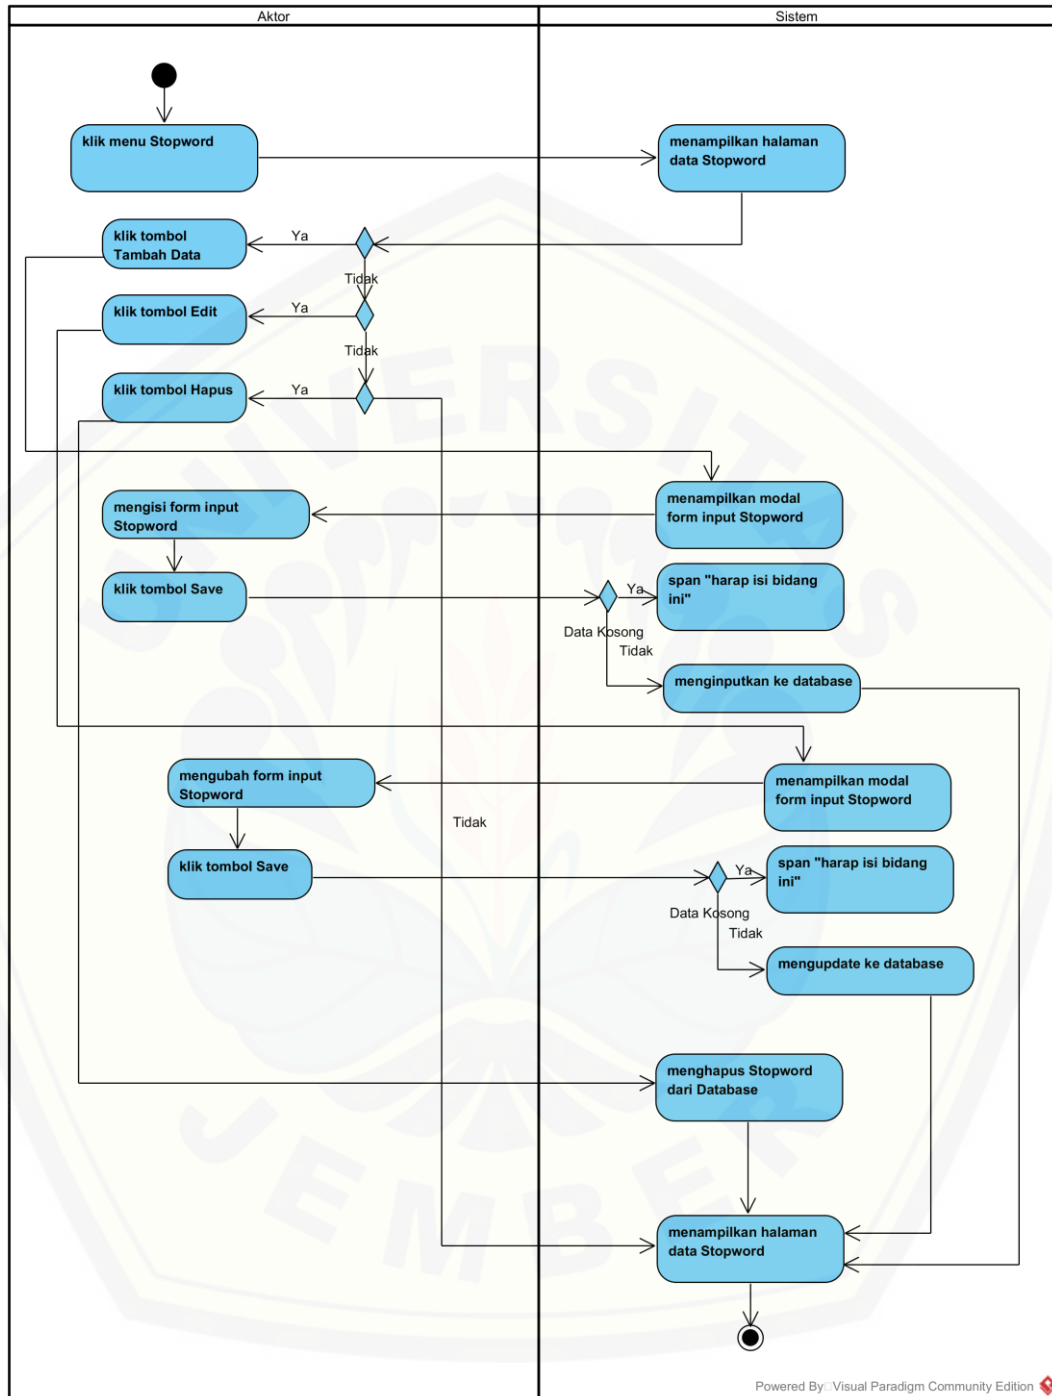 Aktor
Sistem
klik menu Stopword
menampilkan halaman
data Stopword
klik tombol
Tambah Data
Ya
Tidak
klik tombol Edit
Ya
Tidak
klik tombol Hapus
Ya
mengisi form input
Stopword
menampilkan modal
form input Stopword
klik tombol Save
Ya
span "harap isi bidang
ini"
Data Kosong
Tidak
menginputkan ke database
mengubah form input
Stopword
menampilkan modal
form input Stopword
Tidak
klik tombol Save
Ya
span "harap isi bidang
ini"
Data Kosong
Tidak
mengupdate ke database
menghapus Stopword
dari Database
menampilkan halaman
data Stopword
UNIVERSITAS
JEMBER
Powered By Visual Paradigm Community Edition